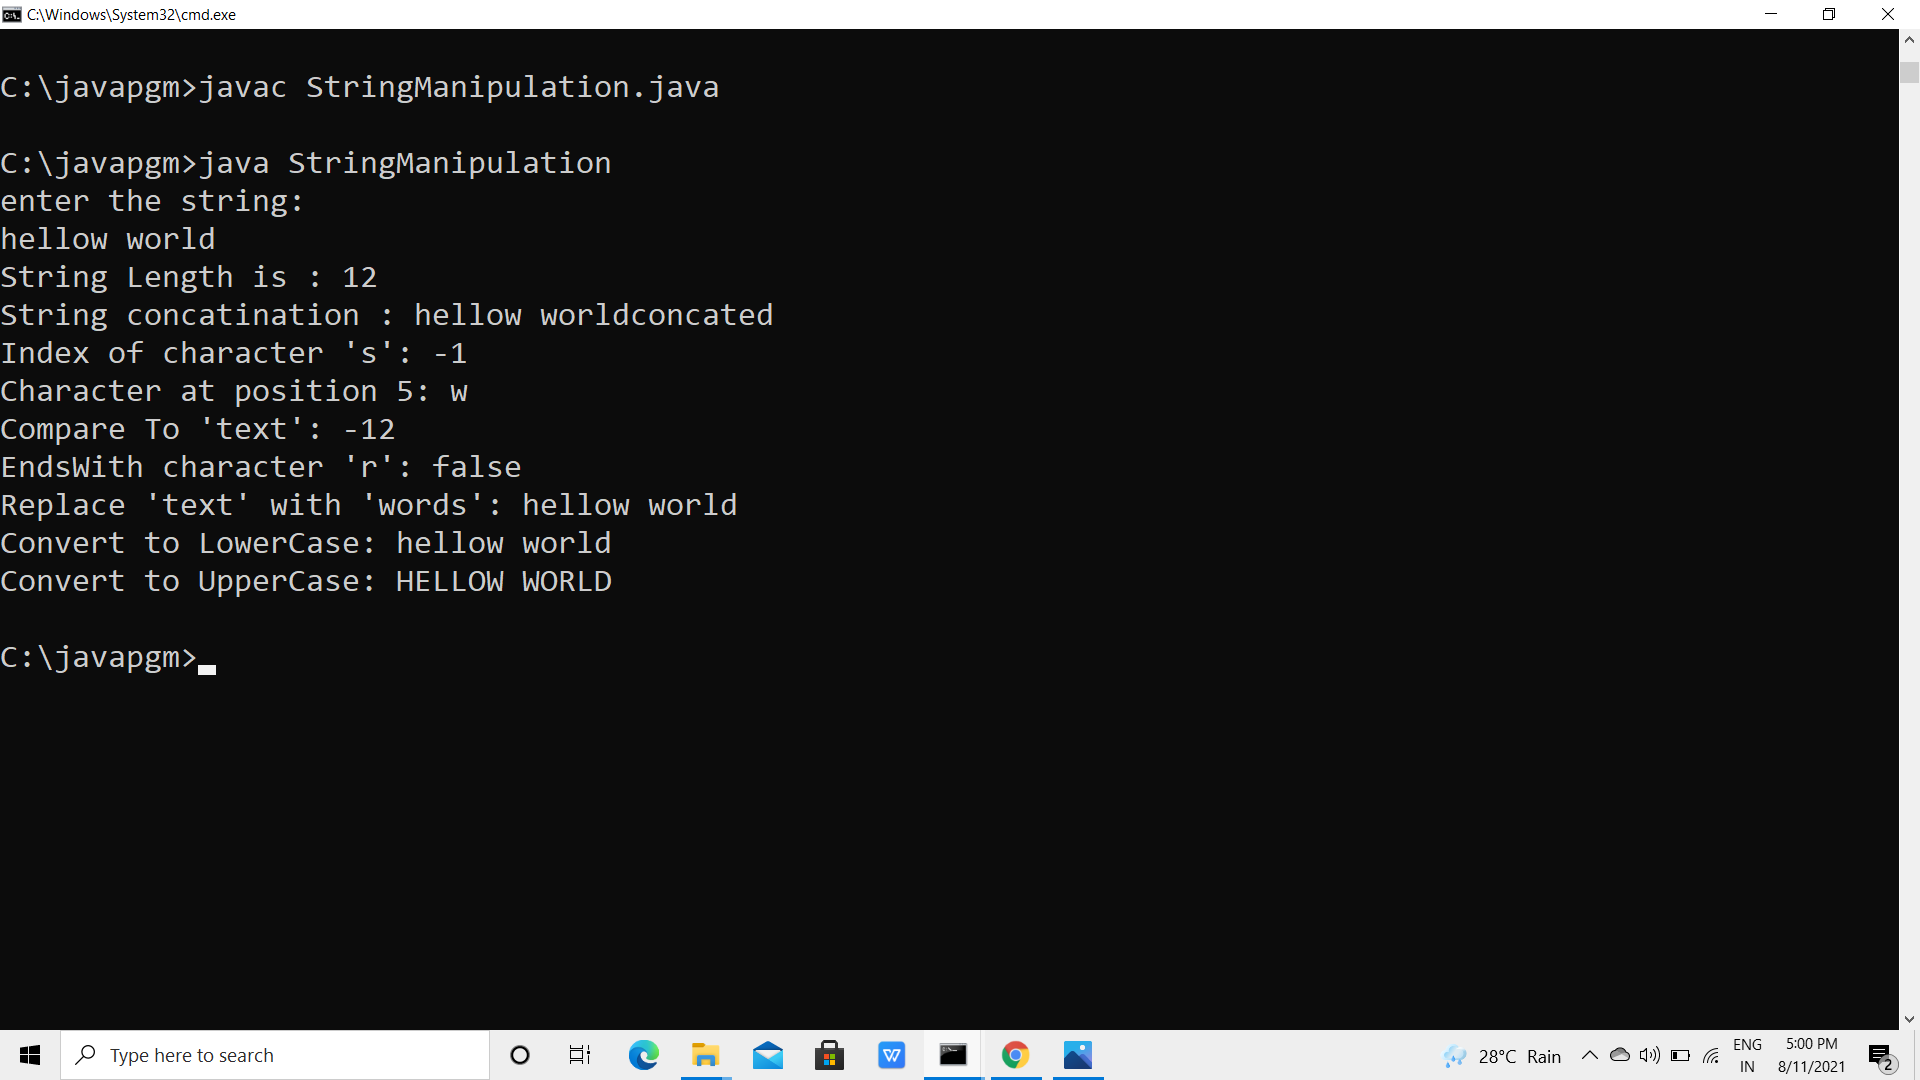 C:\Windows\System32\cmd.exe
C:\javapgm>javac StringManipulation.java
C:\javapgm>java StringManipulation
enter the string:
hellow world
String Length is : 12
String concatination : hellow worldconcated
Index of character 's': -1
Character at position 5: w
Compare To 'text': -12
EndsWith character 'r': false
Replace 'text' with 'words': hellow world
Convert to LowerCase: hellow world
Convert to UpperCase: HELLOW WORLD
C:\javapgm>
Type here to search
28°C Rain
ENG
IN
5:00 PM
8/11/2021
2